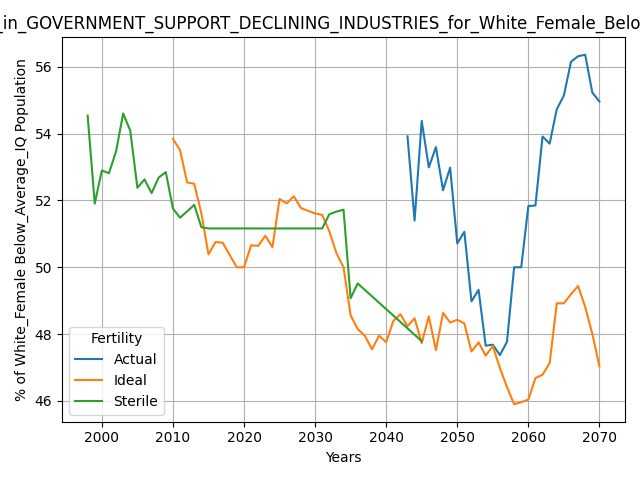 _in_GOVERNMENT_SUPPORT_DECLINING_INDUSTRIES_for_White_Female_Belo
% of White_Female Below_Average_IQ Population
56
54
52
50
48
46
Fertility
Actual
Ideal
Sterile
2000 2010 2020 2030 2040 2050 2060 2070
Years